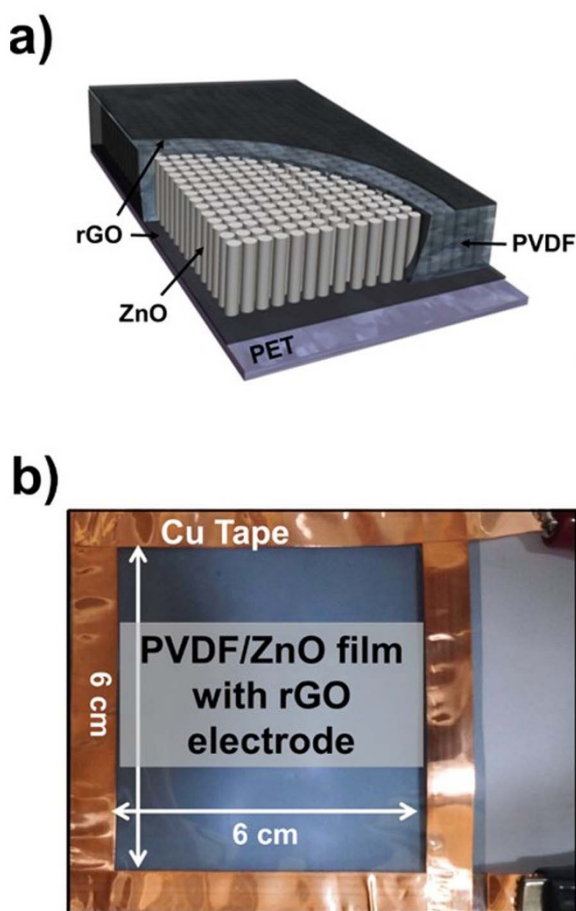 a)
rGO
ZnO
PVDF
PET
b)
Cu Tape
6 cm
PVDF/ZnO film
with rGO
electrode
6 cm